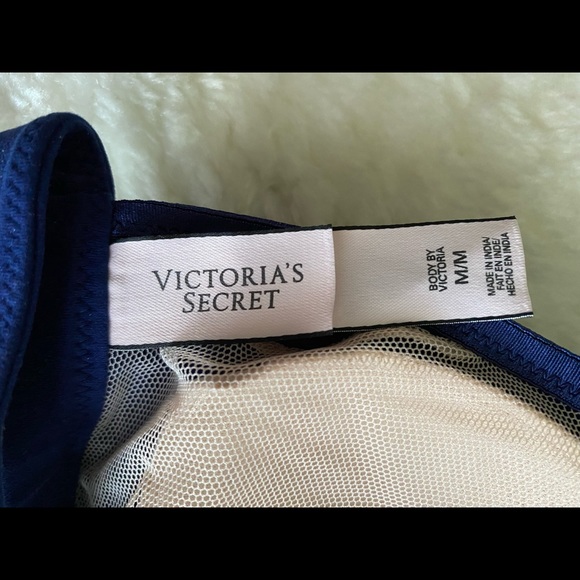 VICTORIA'S
SECRET
BODY BY
VICTORIA
M/M
MADE IN INDIA/
FAIT EN INDE/
HECHO EN INDIA